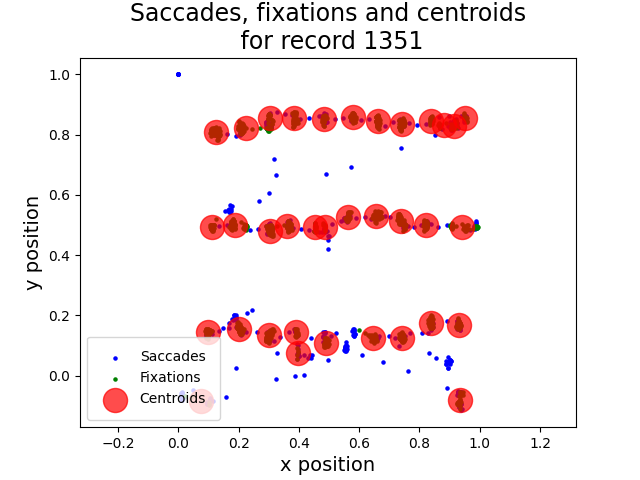 Saccades, fixations and centroids
for record 1351
1.0
0.8
0.6
0.4
0.2
0.0
y position
Saccades
Fixations
Centroids
−0.2
0.0
0.2
0.4
0.6
0.8
1.0
1.2
x position